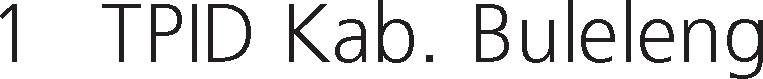 1 TPID Kab. Buleleng